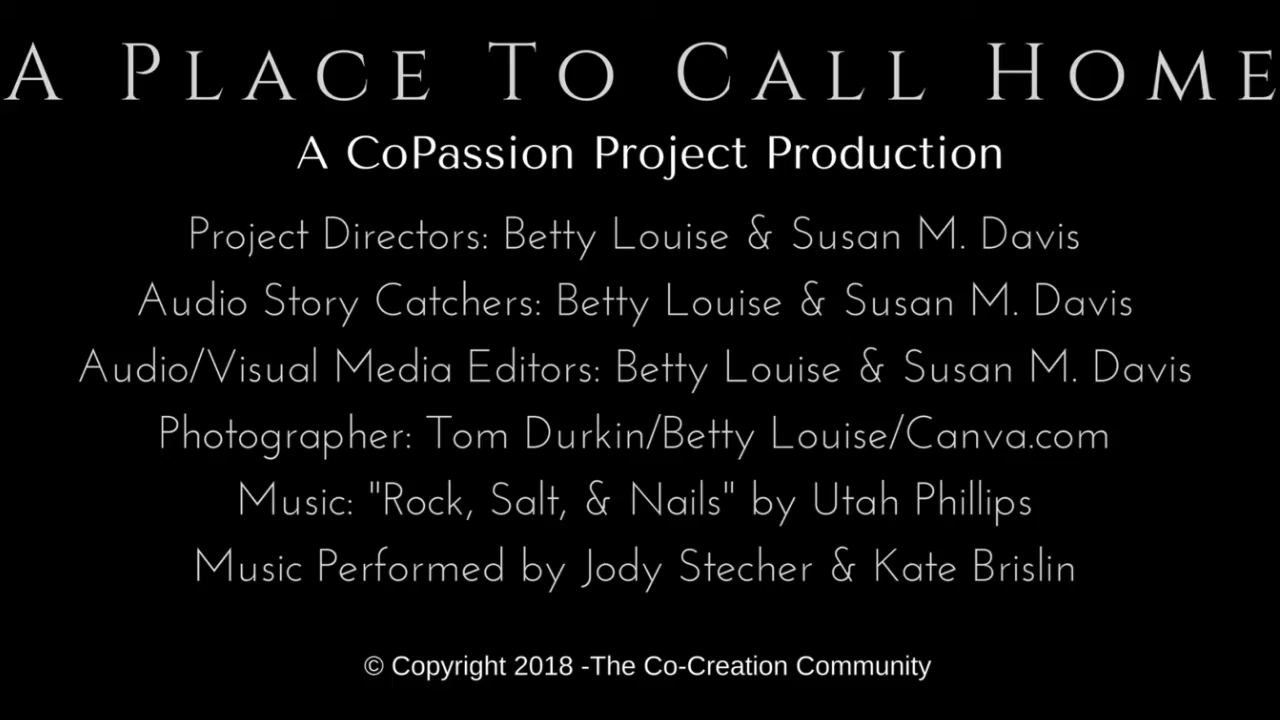 A Place To Call Home
A CoPassion Project Production
Project Directors: Betty Louise & Susan M. Davis
Audio Story Catchers: Betty Louise & Susan M. Davis
Audio/Visual Media Editors: Betty Louise & Susan M. Davis
Photographer: Tom Durkin/Betty Louise/Canva.com
Music: "Rock, Salt, & Nails" by Utah Phillips
Music Performed by Jody Stecher & Kate Brislin
© Copyright 2018 -The Co-Creation Community